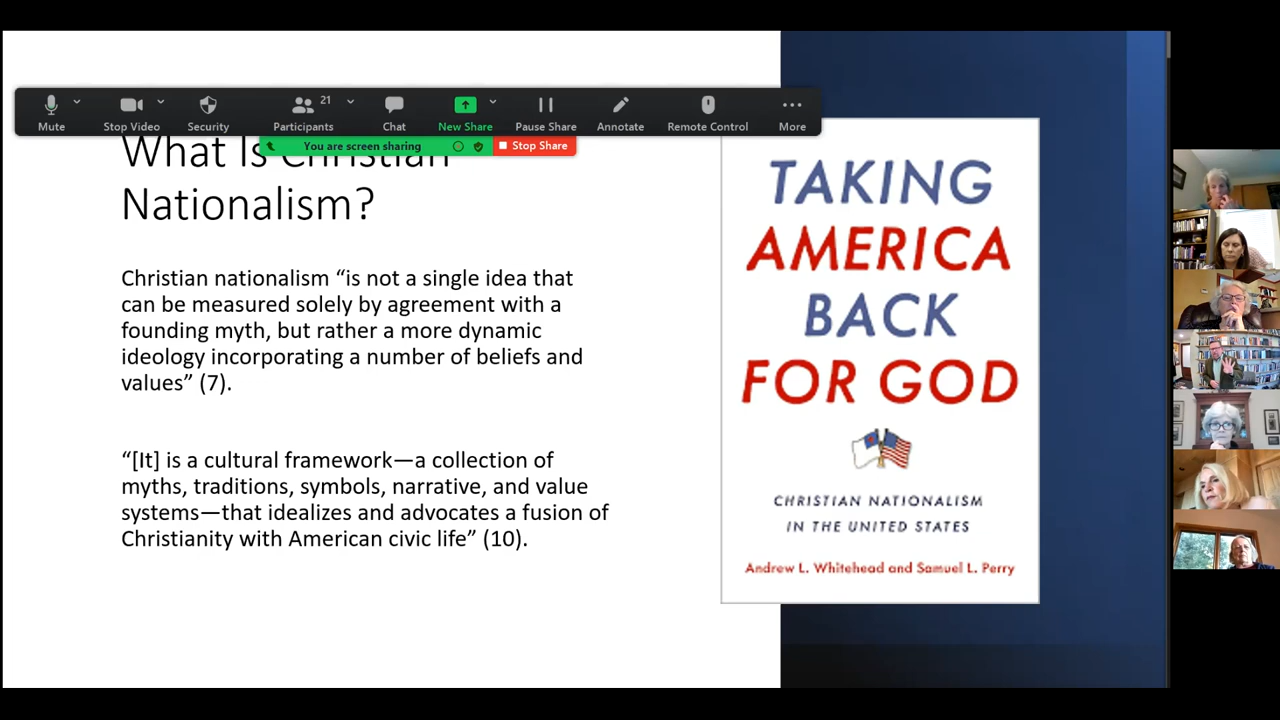 21
Mute
Stop Video
Security
Participants
Chat
New Share
Pause Share
Annotate
Remote Control
More
You are screen sharing
Stop Share
What Is Christian
Nationalism?
Christian nationalism “is not a single idea that
can be measured solely by agreement with a
founding myth, but rather a more dynamic
ideology incorporating a number of beliefs and
values” (7).
“[It] is a cultural framework—a collection of
myths, traditions, symbols, narrative, and value
systems—that idealizes and advocates a fusion of
Christianity with American civic life” (10).
TAKING
AMERICA
BACK
FOR GOD
CHRISTIAN NATIONALISM
IN THE UNITED STATES
Andrew L. Whitehead and Samuel L. Perry